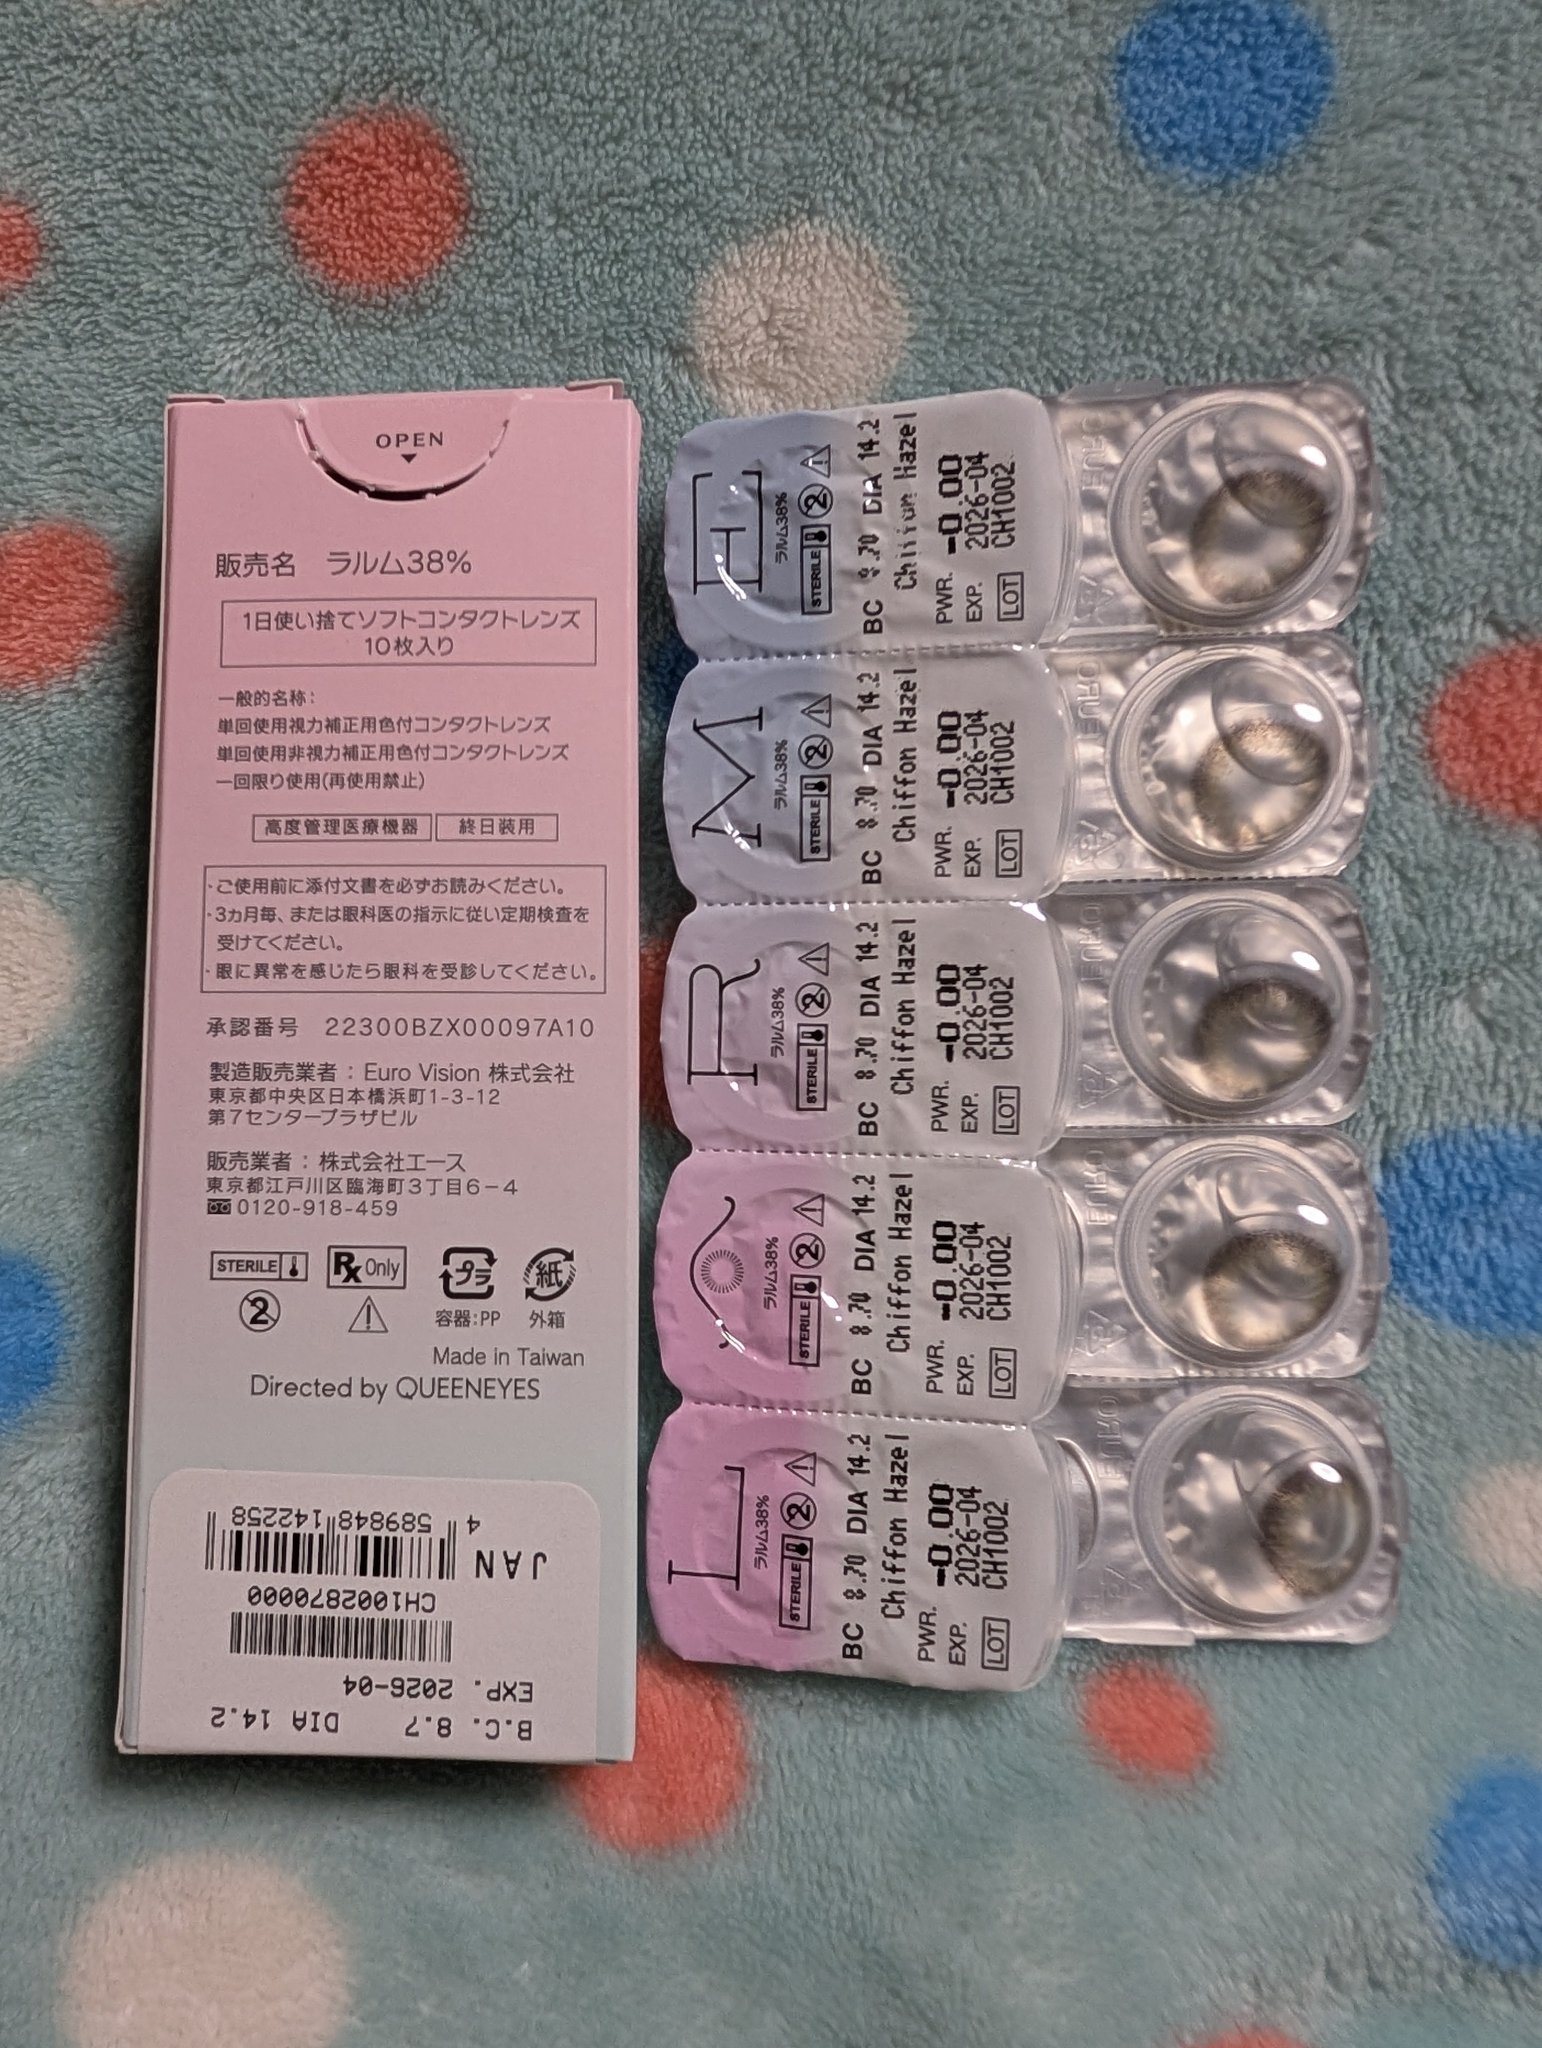 OPEN
販売名 ラルム38%
1日使い捨てソフトコンタクトレンズ
10枚入り
一般的名称:
単回使用視力補正用色付コンタクトレンズ
単回使用非視力補正用色付コンタクトレンズ
一回限り使用(再使用禁止)
高度管理医療機器 終日装用
・ご使用前に添付文書を必ずお読みください。
・3ヵ月毎、または眼科医の指示に従い定期検査を
受けてください。
・眼に異常を感じたら眼科を受診してください。
承認番号 22300BZX00097A10
製造販売業者：Euro Vision 株式会社
東京都中央区日本橋浜町1-3-12
第7センタープラザビル
販売業者：株式会社エース
東京都江戸川区臨海町3丁目6-4
0120-918-459
STERILE Rx Only プラ 紙
2 容器:PP 外箱
Made in Taiwan
Directed by QUEENEYES
B.C. 8.7 DIA 14.2
EXP. 2026-04
CH1002870000
JAN
4 589848 142258
L
ラルム38%
STERILE 2
BC 8.70 DIA 14.2
Chiffon Hazel
PWR. -0.00
EXP. 2026-04
LOT CH1002
ラルム38%
STERILE 2
BC 8.70 DIA 14.2
Chiffon Hazel
PWR. -0.00
EXP. 2026-04
LOT CH1002
R
ラルム38%
STERILE 2
BC 8.70 DIA 14.2
Chiffon Hazel
PWR. -0.00
EXP. 2026-04
LOT CH1002
M
ラルム38%
STERILE 2
BC 8.70 DIA 14.2
Chiffon Hazel
PWR. -0.00
EXP. 2026-04
LOT CH1002
E
ラルム38%
STERILE 2
BC 8.70 DIA 14.2
Chiffon Hazel
PWR. -0.00
EXP. 2026-04
LOT CH1002